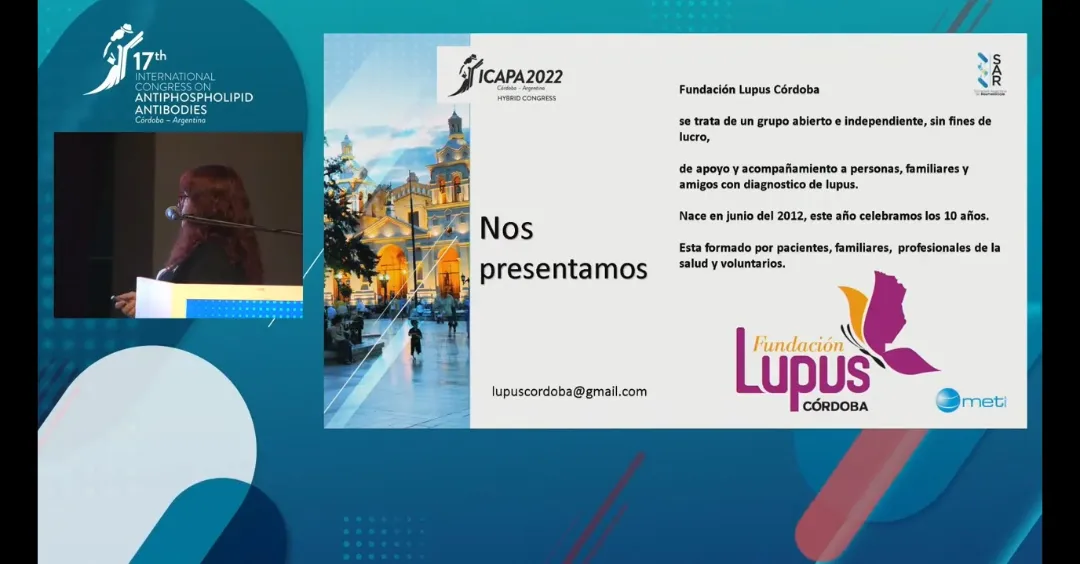 17th
INTERNATIONAL
CONGRESS ON
ANTIPHOSPHOLIPID
ANTIBODIES
Córdoba – Argentina
ICAPA2022
Córdoba - Argentina
HYBRID CONGRESS
Nos
presentamos
lupuscordoba@gmail.com
SAR
Fundación Lupus Córdoba
se trata de un grupo abierto e independiente, sin fines de
lucro,
de apoyo y acompañamiento a personas, familiares y
amigos con diagnostico de lupus.
Nace en junio del 2012, este año celebramos los 10 años.
Esta formado por pacientes, familiares, profesionales de la
salud y voluntarios.
Fundación
Lupus
CÓRDOBA
met